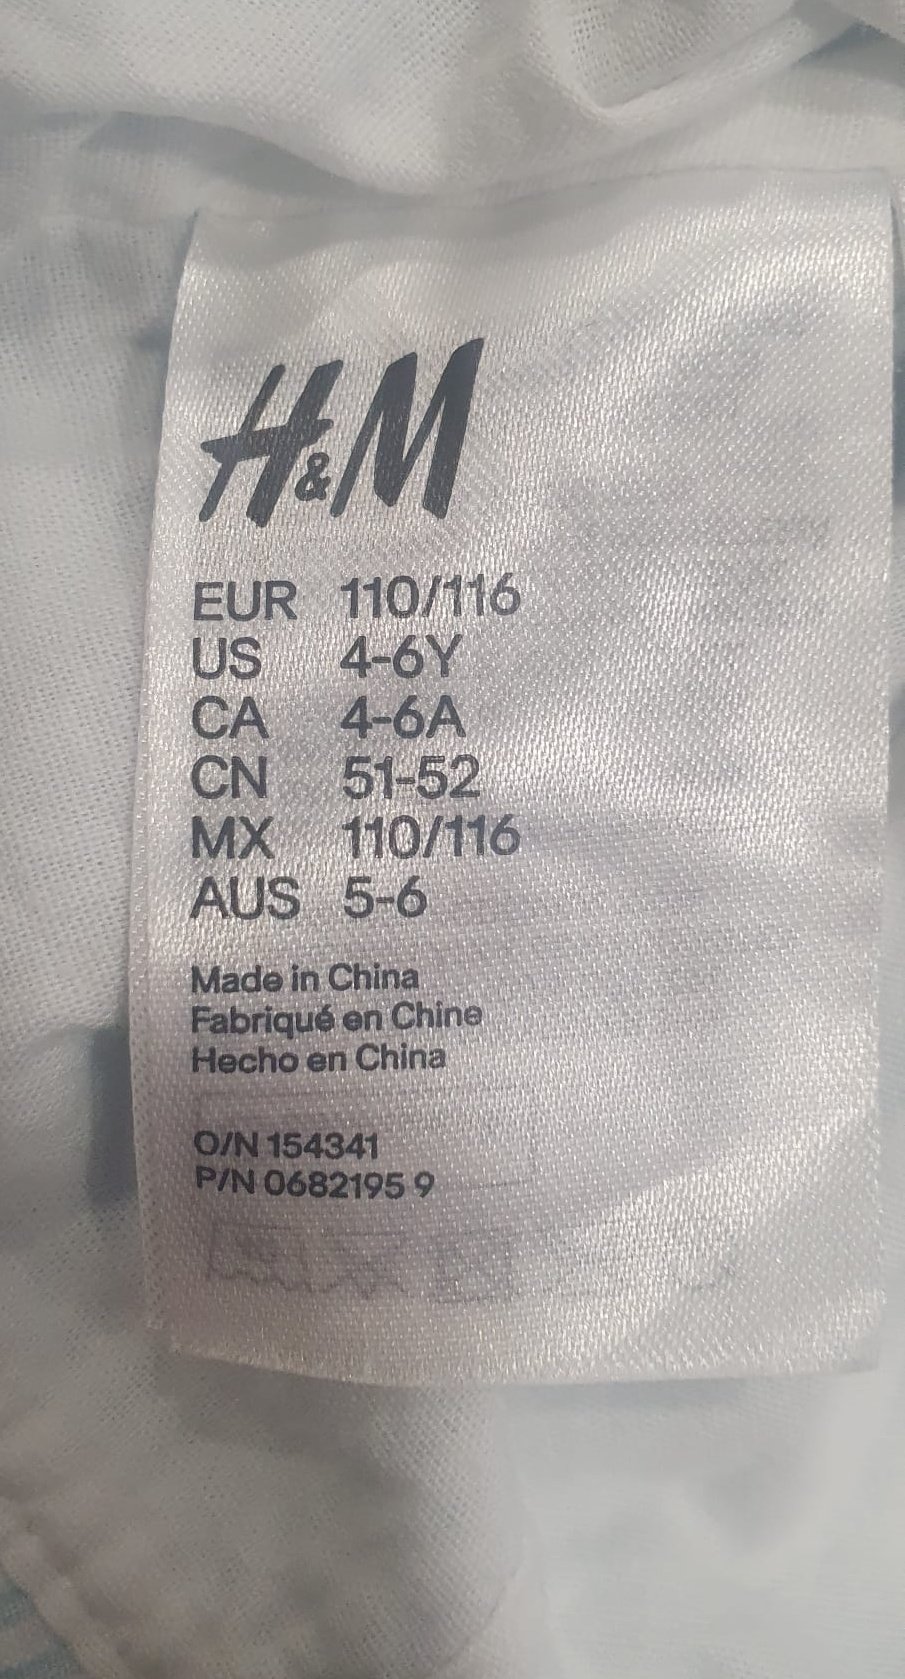 H&M
EUR 110/116
US 4-6Y
CA 4-6A
CN 51-52
MX 110/116
AUS 5-6
Made in China
Fabriqué en Chine
Hecho en China
O/N 154341
P/N 0682195 9